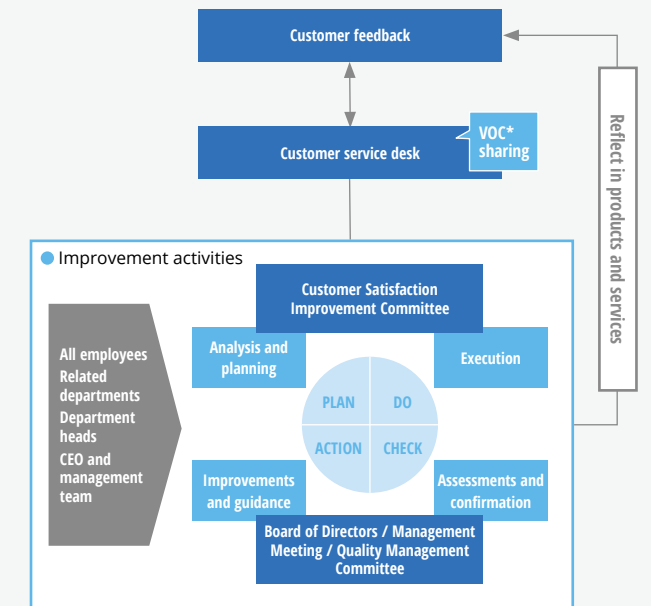 Customer feedback
Customer service desk
VOC*
sharing
Reflect in products and services
Improvement activities
Customer Satisfaction
Improvement Committee
All employees
Related
departments
Department
heads
CEO and
management
team
Analysis and
planning
Execution
PLAN
DO
ACTION
CHECK
Improvements
and guidance
Assessments and
confirmation
Board of Directors / Management
Meeting / Quality Management
Committee